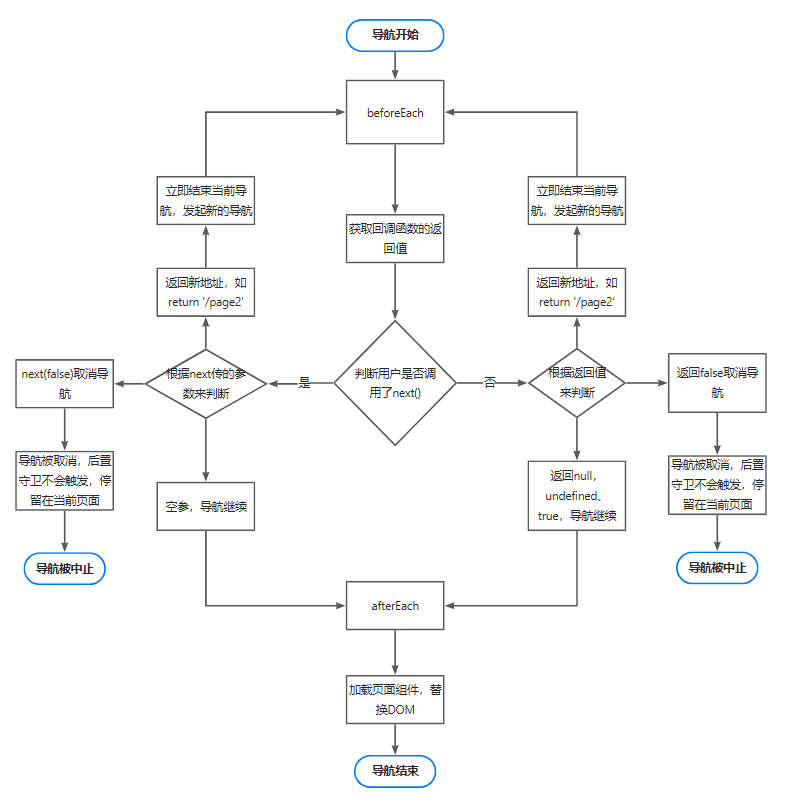 导航开始
beforeEach
立即结束当前导
航，发起新的导航
立即结束当前导
航，发起新的导航
获取回调函数的返
回值
返回新地址，如
return '/page2'
返回新地址，如
return '/page2'
next(false)取消导
航
根据next传的参
数来判断
是
判断用户是否调
用了next()
否
根据返回值
来判断
返回false取消导
航
导航被取消，后置
守卫不会触发，停
留在当前页面
空参，导航继续
返回null，
undefined、
true，导航继续
导航被取消，后置
守卫不会触发，停
留在当前页面
导航被中止
导航被中止
afterEach
加载页面组件，替
换DOM
导航结束